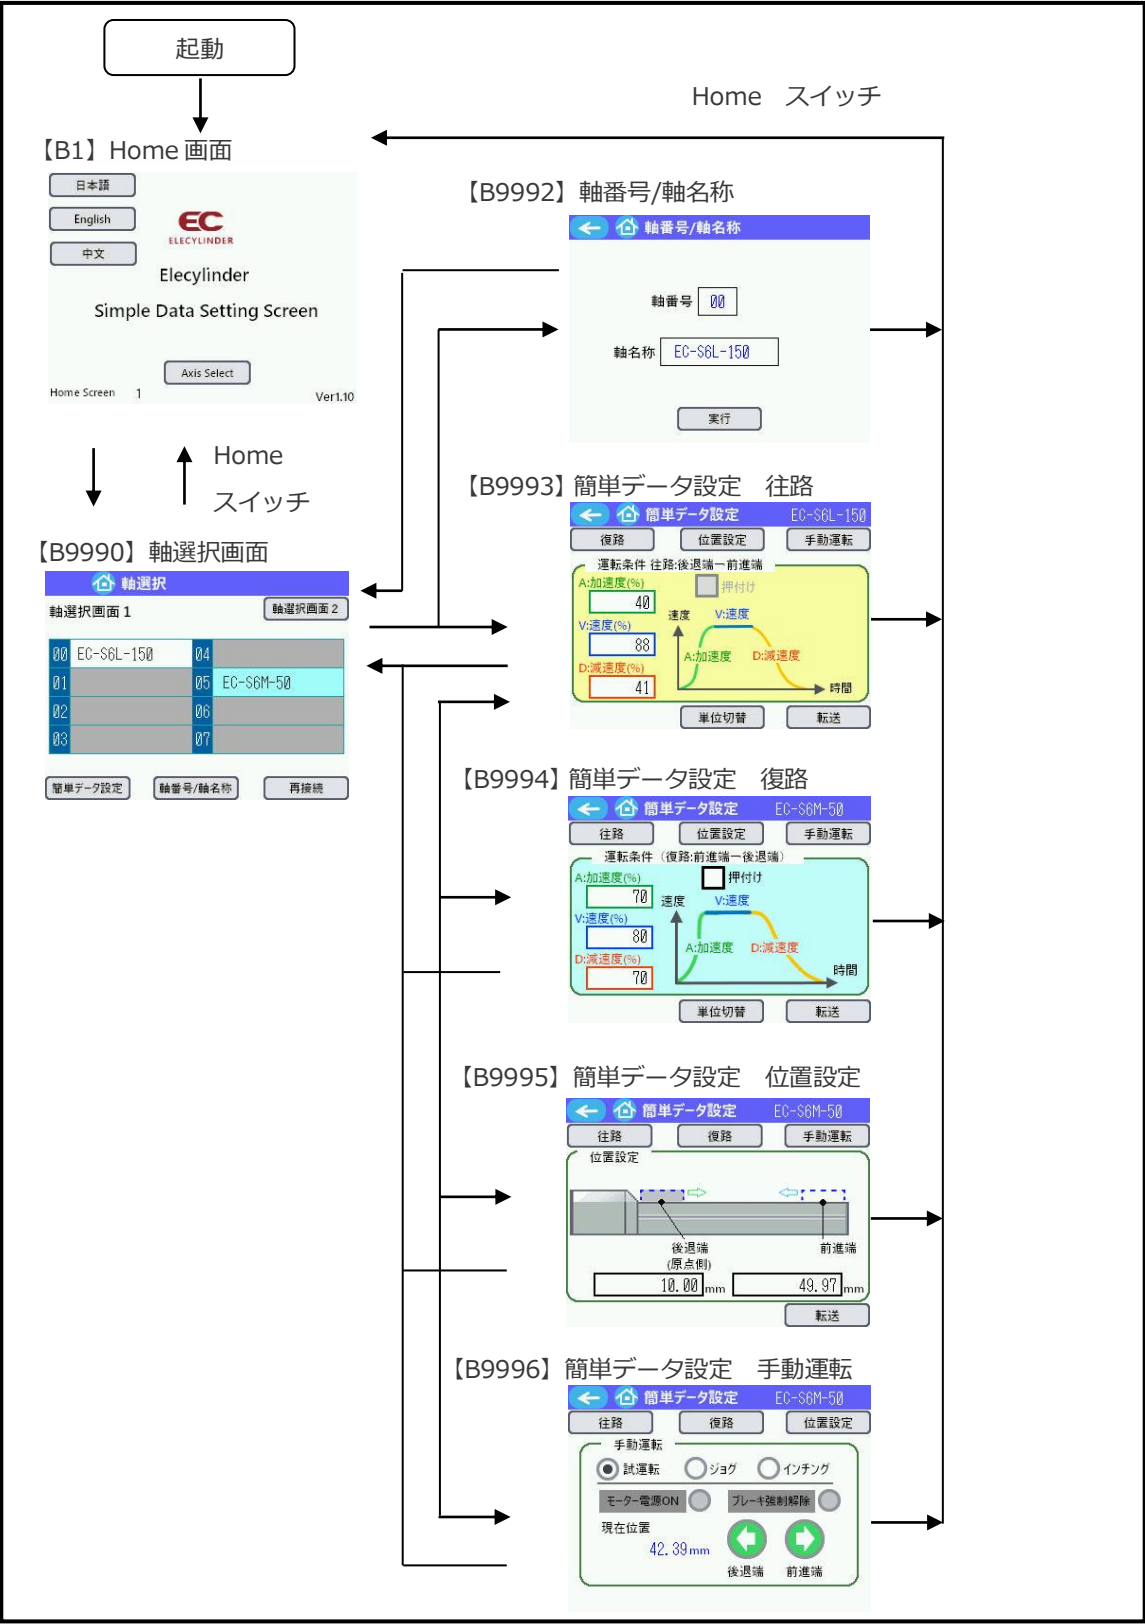 起動
Home　スイッチ
【B1】Home 画面
日本語
English
中文
EC
ELECYLINDER
Elecylinder
Simple Data Setting Screen
Axis Select
Home Screen 1
Ver1.10
Home
スイッチ
【B9990】軸選択画面
軸選択
軸選択画面 1
軸選択画面 2
00 EC-S6L-150 04
01 05 EC-S6M-50
02 06
03 07
簡単データ設定 軸番号/軸名称 再接続
【B9992】軸番号/軸名称
軸番号/軸名称
軸番号 00
軸名称 EC-S6L-150
実行
【B9993】簡単データ設定　往路
簡単データ設定 EC-S6L-150
復路 位置設定 手動運転
運転条件 往路:後退端ー前進端
A:加速度(%)
40
押付け
V:速度(%)
88
D:減速度(%)
41
速度
V:速度
A:加速度 D:減速度
時間
単位切替 転送
【B9994】簡単データ設定　復路
簡単データ設定 EC-S6M-50
往路 位置設定 手動運転
運転条件（復路:前進端ー後退端）
A:加速度(%)
70
押付け
V:速度(%)
80
D:減速度(%)
70
速度
V:速度
A:加速度 D:減速度
時間
単位切替 転送
【B9995】簡単データ設定　位置設定
簡単データ設定 EC-S6M-50
往路 復路 手動運転
位置設定
後退端
(原点側)
前進端
10.00 mm 49.97 mm
転送
【B9996】簡単データ設定　手動運転
簡単データ設定 EC-S6M-50
往路 復路 位置設定
手動運転
試運転 ジョグ インチング
モーター電源ON ブレーキ強制解除
現在位置
42.39 mm
後退端 前進端